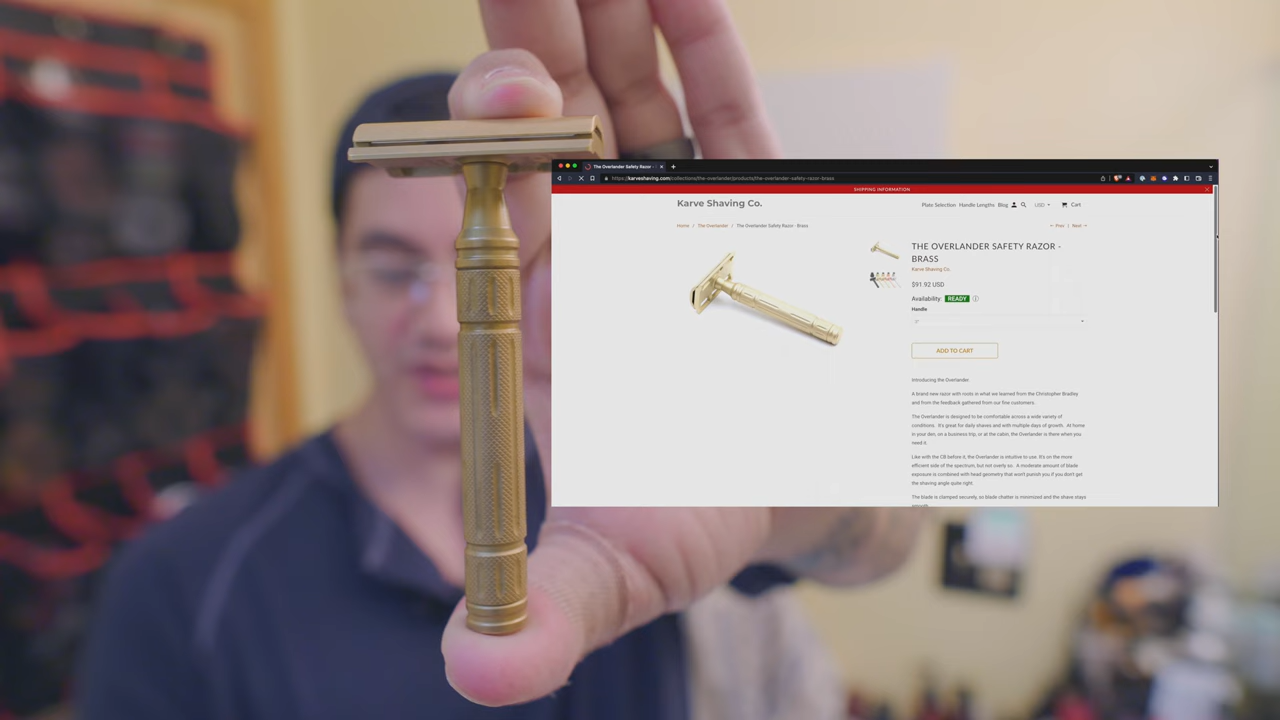 The Overlander Safety Razor
https://karveshaving.com/collections/the-overlander/products/the-overlander-safety-razor-brass
SHIPPING INFORMATION
Karve Shaving Co.
Plate Selection Handle Lengths Blog USD Cart
Home / The Overlander / The Overlander Safety Razor - Brass
← Prev | Next →
THE OVERLANDER SAFETY RAZOR -
BRASS
Karve Shaving Co.
$91.92 USD
Availability: READY
Handle
ADD TO CART
Introducing the Overlander
A brand new razor with roots in what we learned from the Christopher Bradley
and from the feedback gathered from our five customers.
The Overlander is designed to be comfortable across a wide variety of
conditions. It's great for daily shaves and with multiple days of growth. At home
in your den, on a business trip, or at the cabin; the Overlander is there when you
need it.
Like with the CB before it, the Overlander is intuitive to use. It's on the more
efficient side of the spectrum, but not overly so. A moderate amount of blade
exposure is combined with head geometry that won't punish you if you don't get
the shaving angle quite right.
The blade is clamped securely, so blade chatter is minimized and the shave stays